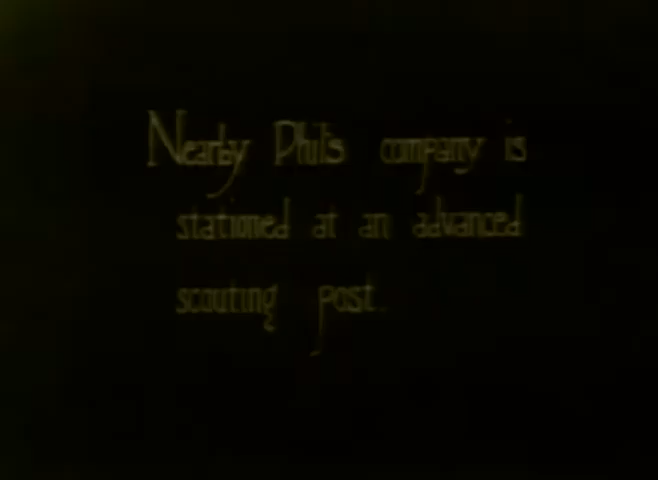 Nearby Phil's company is
stationed at an advanced
scouting post.